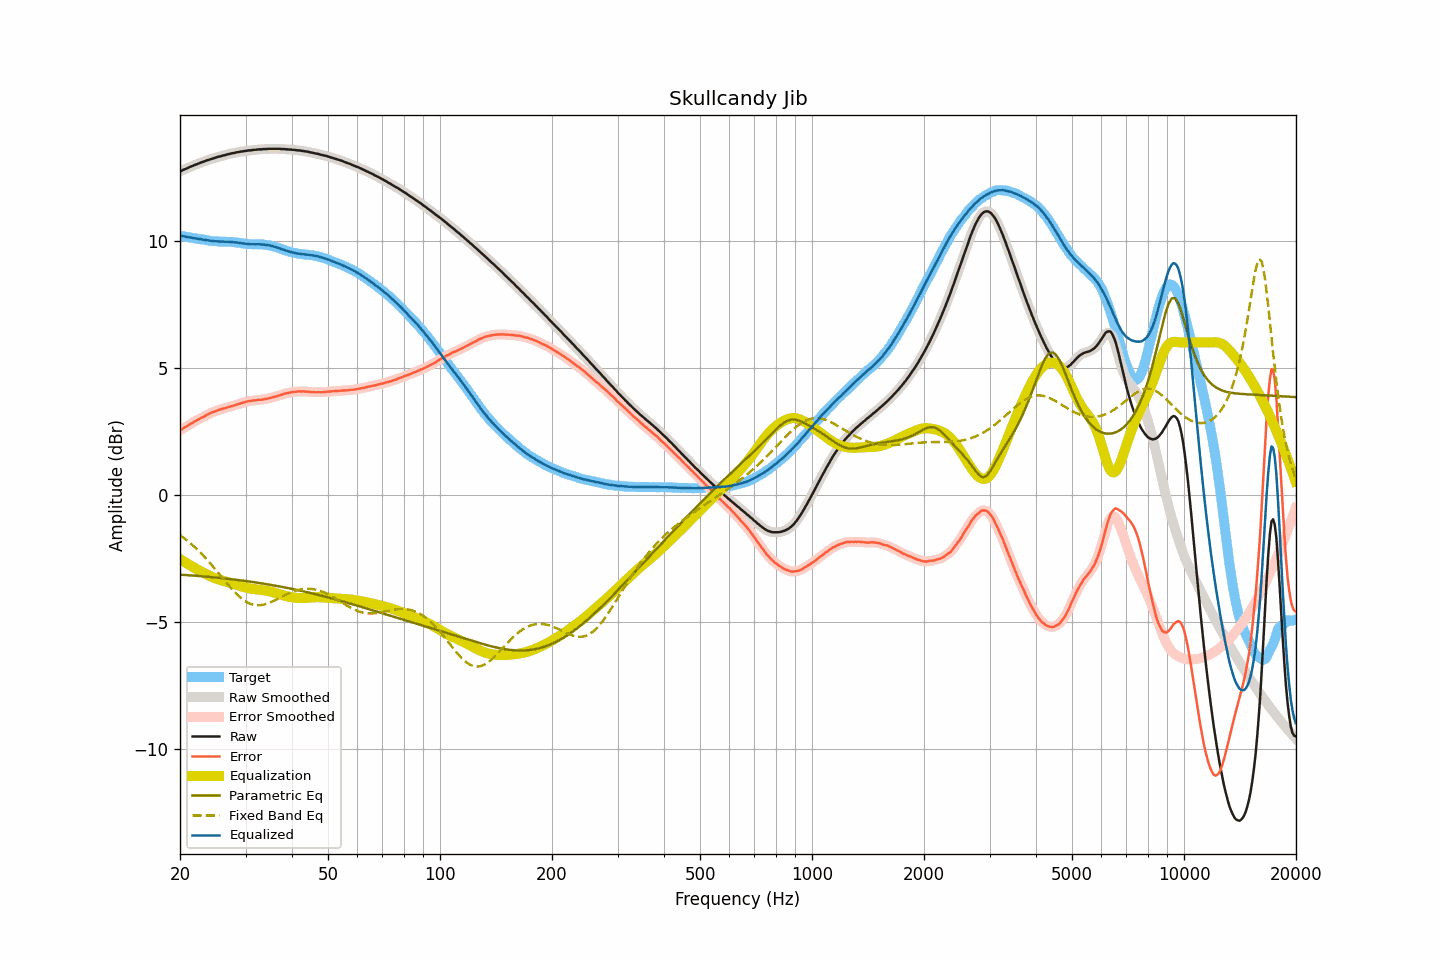 Skullcandy Jib
Amplitude (dBr)
10
5
0
−5
−10
Target
Raw Smoothed
Error Smoothed
Raw
Error
Equalization
Parametric Eq
Fixed Band Eq
Equalized
20 50 100 200 500 1000 2000 5000 10000 20000
Frequency (Hz)